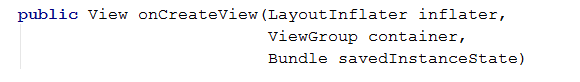 public View onCreateView(LayoutInflater inflater,
ViewGroup container,
Bundle savedInstanceState)